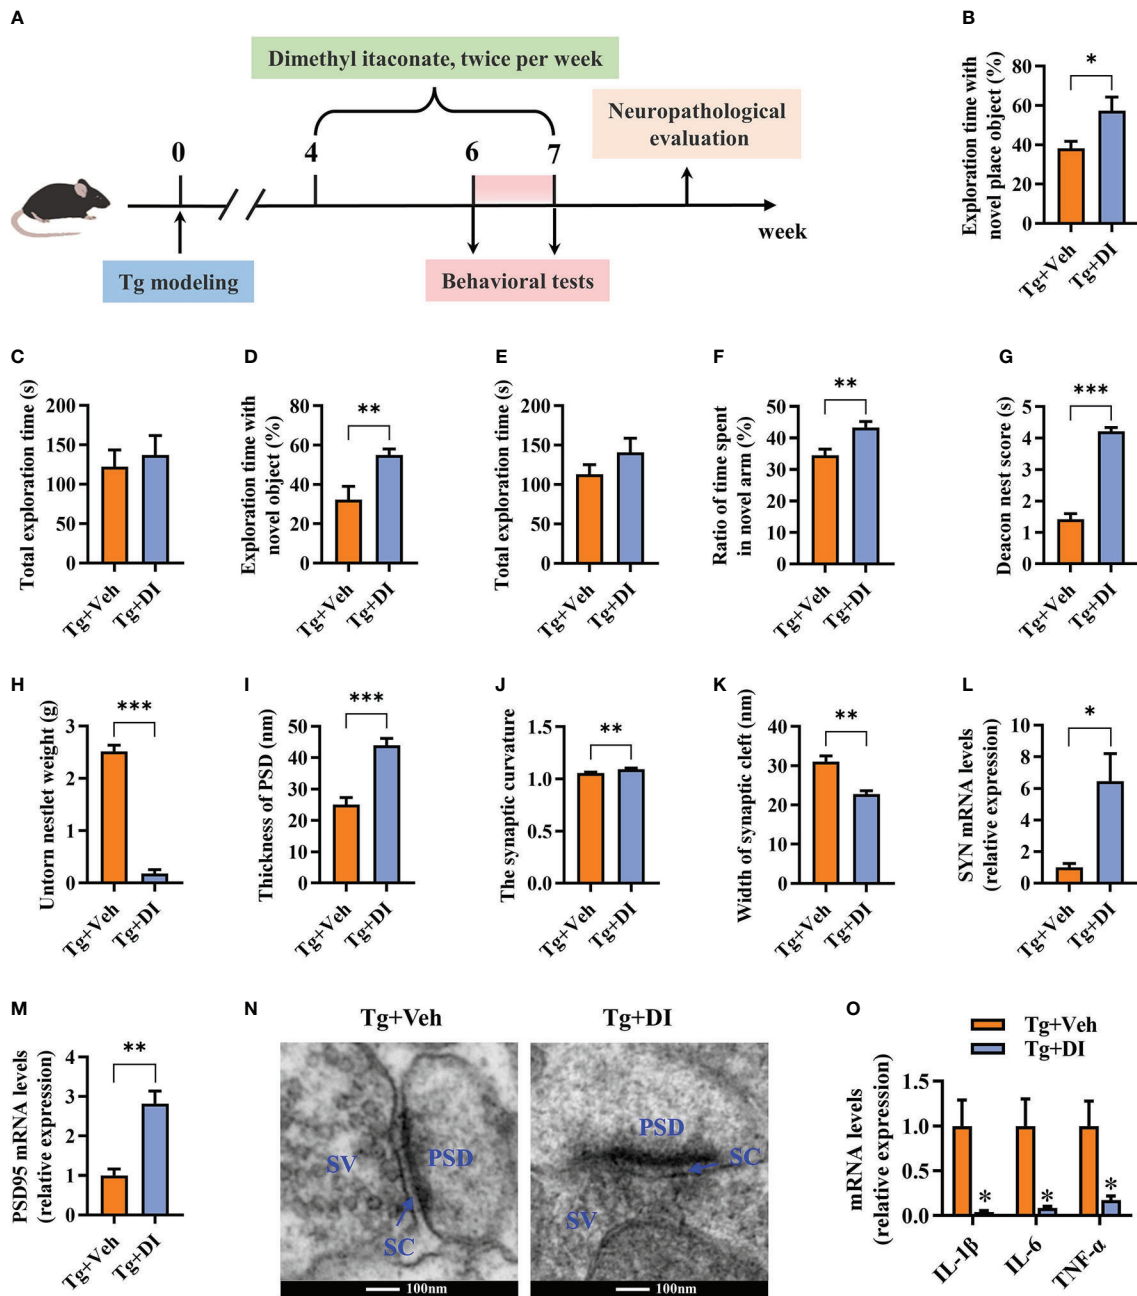 A
Dimethyl itaconate, twice per week
0
4
6
7
Neuropathological
evaluation
week
Tg modeling
Behavioral tests
B
Exploration time with
novel place object (%)
80
60
40
20
0
*
Tg+Veh
Tg+DI
C
Total exploration time (s)
200
150
100
50
0
Tg+Veh
Tg+DI
D
Exploration time with
novel object (%)
80
60
40
20
0
**
Tg+Veh
Tg+DI
E
Total exploration time (s)
200
150
100
50
0
Tg+Veh
Tg+DI
F
Ratio of time spent
in novel arm (%)
50
40
30
20
10
0
**
Tg+Veh
Tg+DI
G
Deacon nest score (s)
5
4
3
2
1
0
***
Tg+Veh
Tg+DI
H
Untorn nestlet weight (g)
3
2
1
0
***
Tg+Veh
Tg+DI
I
Thickness of PSD (nm)
50
40
30
20
10
0
***
Tg+Veh
Tg+DI
J
The synaptic curvature
1.5
1.0
0.5
0.0
**
Tg+Veh
Tg+DI
K
Width of synaptic cleft (nm)
40
30
20
10
0
**
Tg+Veh
Tg+DI
L
SYN mRNA levels
(relative expression)
10
8
6
4
2
0
*
Tg+Veh
Tg+DI
M
PSD95 mRNA levels
(relative expression)
4
3
2
1
0
**
Tg+Veh
Tg+DI
N
Tg+Veh
SV
PSD
SC
100nm
Tg+DI
PSD
SC
SV
100nm
O
Tg+Veh
Tg+DI
mRNA levels
(relative expression)
1.5
1.0
0.5
0.0
*
*
*
IL-1β
IL-6
TNF-α